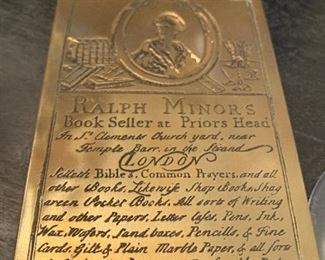 RALPH MINORS
Book Seller at Priors Head
In St. Clements Church yard, near
Temple Barr, in the Strand
LONDON
Selleth Bibles, Common Prayers, and all
other Books, Likewise Shop Books, Shag
green Pocket Books, All sorts of Writing
and other Papers, Letter Cases, Pens, Ink,
Wax, Wafers, Sand boxes, Pencills, & Fine
Cards, Gilt & Plain Marble Paper, & all sorts